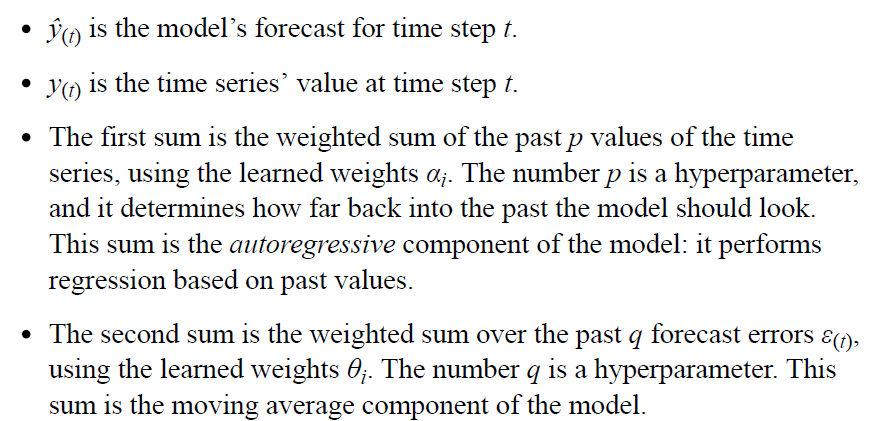 • ŷ(t) is the model’s forecast for time step t.
• y(t) is the time series’ value at time step t.
• The first sum is the weighted sum of the past p values of the time
series, using the learned weights αi. The number p is a hyperparameter,
and it determines how far back into the past the model should look.
This sum is the autoregressive component of the model: it performs
regression based on past values.
• The second sum is the weighted sum over the past q forecast errors ε(t),
using the learned weights θi. The number q is a hyperparameter. This
sum is the moving average component of the model.